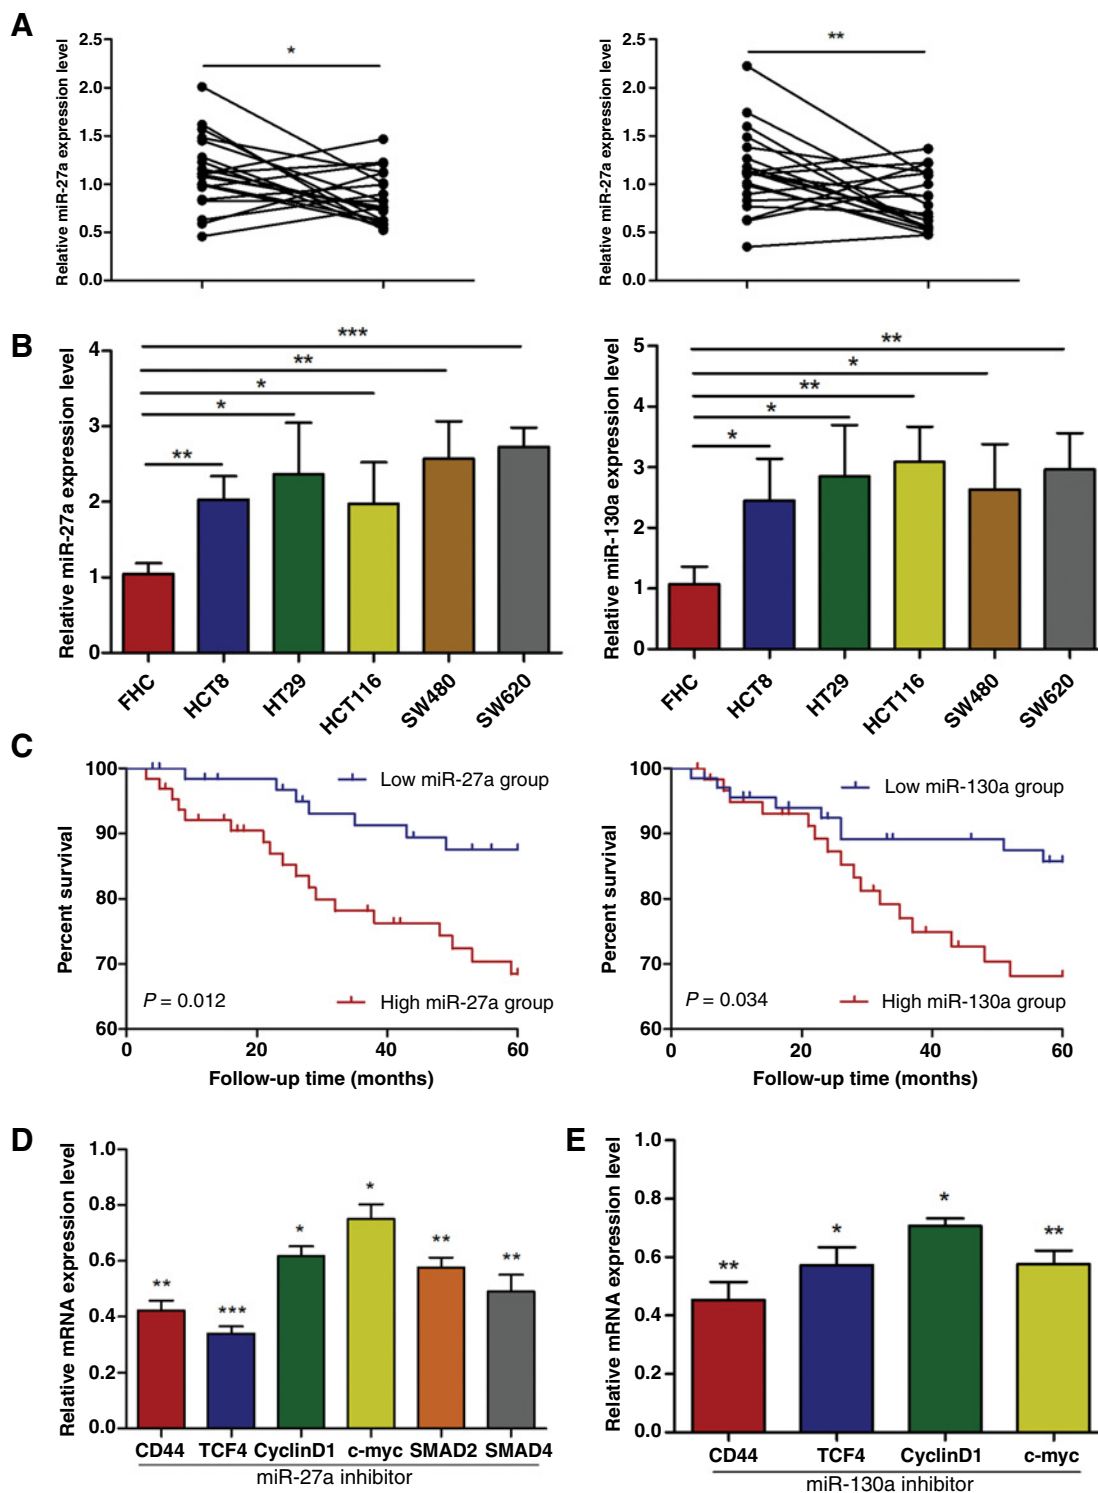 A
Relative miR-27a expression level
2.5
2.0
1.5
1.0
0.5
0.0
*
Relative miR-27a expression level
2.5
2.0
1.5
1.0
0.5
0.0
**
B
Relative miR-27a expression level
4
3
2
1
0
***
**
*
*
**
FHC
HCT8
HT29
HCT116
SW480
SW620
Relative miR-130a expression level
5
4
3
2
1
0
**
*
**
*
*
FHC
HCT8
HT29
HCT116
SW480
SW620
C
Percent survival
100
90
80
70
60
Low miR-27a group
P = 0.012
High miR-27a group
0
20
40
60
Follow-up time (months)
Percent survival
100
90
80
70
60
Low miR-130a group
P = 0.034
High miR-130a group
0
20
40
60
Follow-up time (months)
D
Relative mRNA expression level
1.0
0.8
0.6
0.4
0.2
0.0
**
***
*
*
**
**
CD44 TCF4 CyclinD1 c-myc SMAD2 SMAD4
miR-27a inhibitor
E
Relative mRNA expression level
1.0
0.8
0.6
0.4
0.2
0.0
**
*
*
**
CD44 TCF4 CyclinD1 c-myc
miR-130a inhibitor